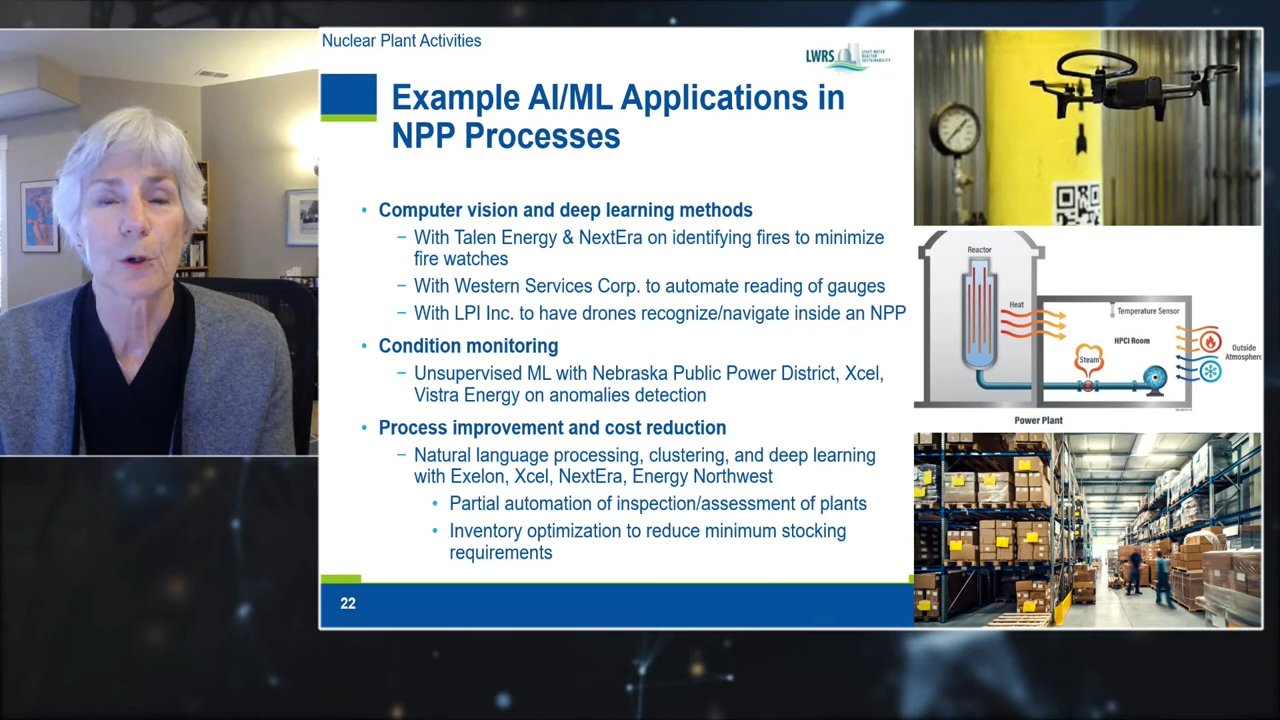 Nuclear Plant Activities
LWRS
LIGHT WATER
REACTOR
SUSTAINABILITY
Example AI/ML Applications in
NPP Processes
• Computer vision and deep learning methods
− With Talen Energy & NextEra on identifying fires to minimize
fire watches
− With Western Services Corp. to automate reading of gauges
− With LPI Inc. to have drones recognize/navigate inside an NPP
• Condition monitoring
− Unsupervised ML with Nebraska Public Power District, Xcel,
Vistra Energy on anomalies detection
• Process improvement and cost reduction
− Natural language processing, clustering, and deep learning
with Exelon, Xcel, NextEra, Energy Northwest
• Partial automation of inspection/assessment of plants
• Inventory optimization to reduce minimum stocking
requirements
22
Reactor
Heat
Temperature Sensor
HPCI Room
Steam
Outside
Atmosphere
Power Plant